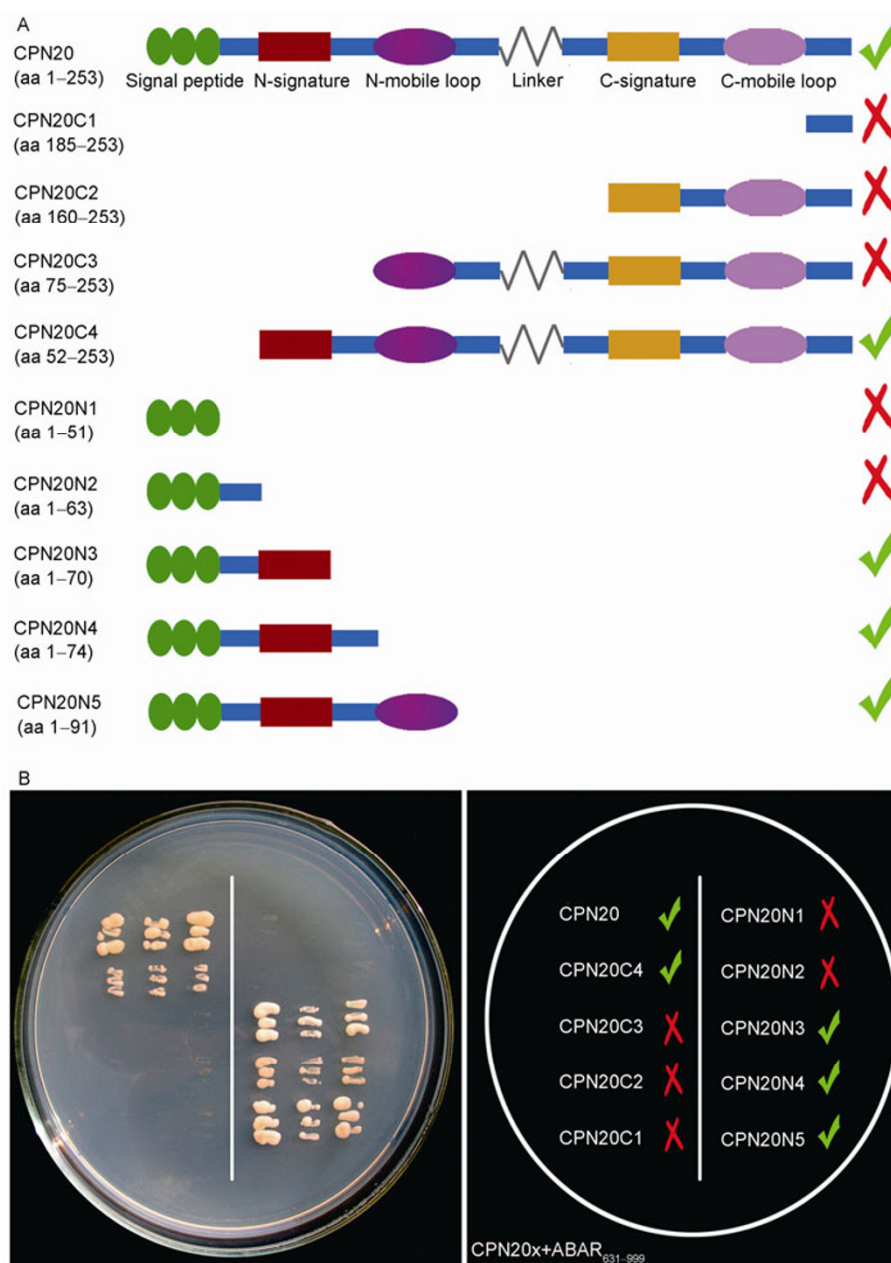 A
CPN20
(aa 1–253)
Signal peptide N-signature N-mobile loop Linker C-signature C-mobile loop
CPN20C1
(aa 185–253)
CPN20C2
(aa 160–253)
CPN20C3
(aa 75–253)
CPN20C4
(aa 52–253)
CPN20N1
(aa 1–51)
CPN20N2
(aa 1–63)
CPN20N3
(aa 1–70)
CPN20N4
(aa 1–74)
CPN20N5
(aa 1–91)
B
CPN20 CPN20N1
CPN20C4 CPN20N2
CPN20C3 CPN20N3
CPN20C2 CPN20N4
CPN20C1 CPN20N5
CPN20x+ABAR631–999